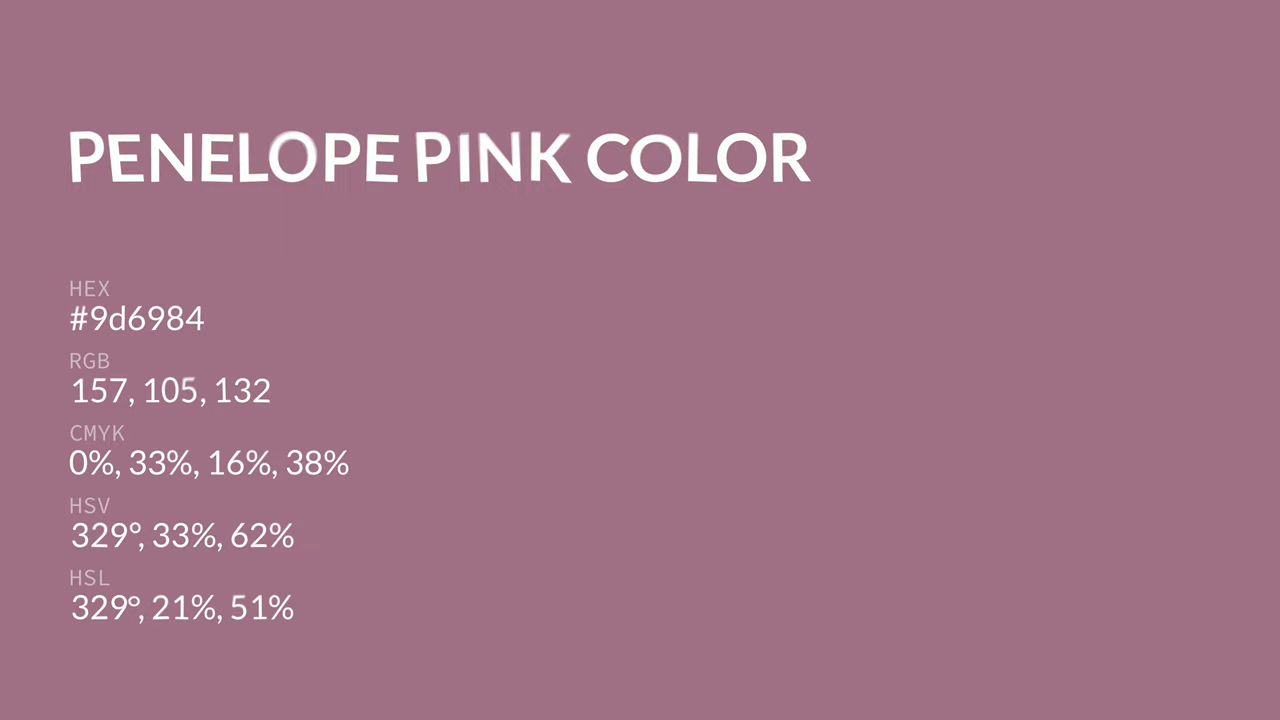 PENELOPE PINK COLOR
HEX
#9d6984
RGB
157, 105, 132
CMYK
0%, 33%, 16%, 38%
HSV
329°, 33%, 62%
HSL
329°, 21%, 51%